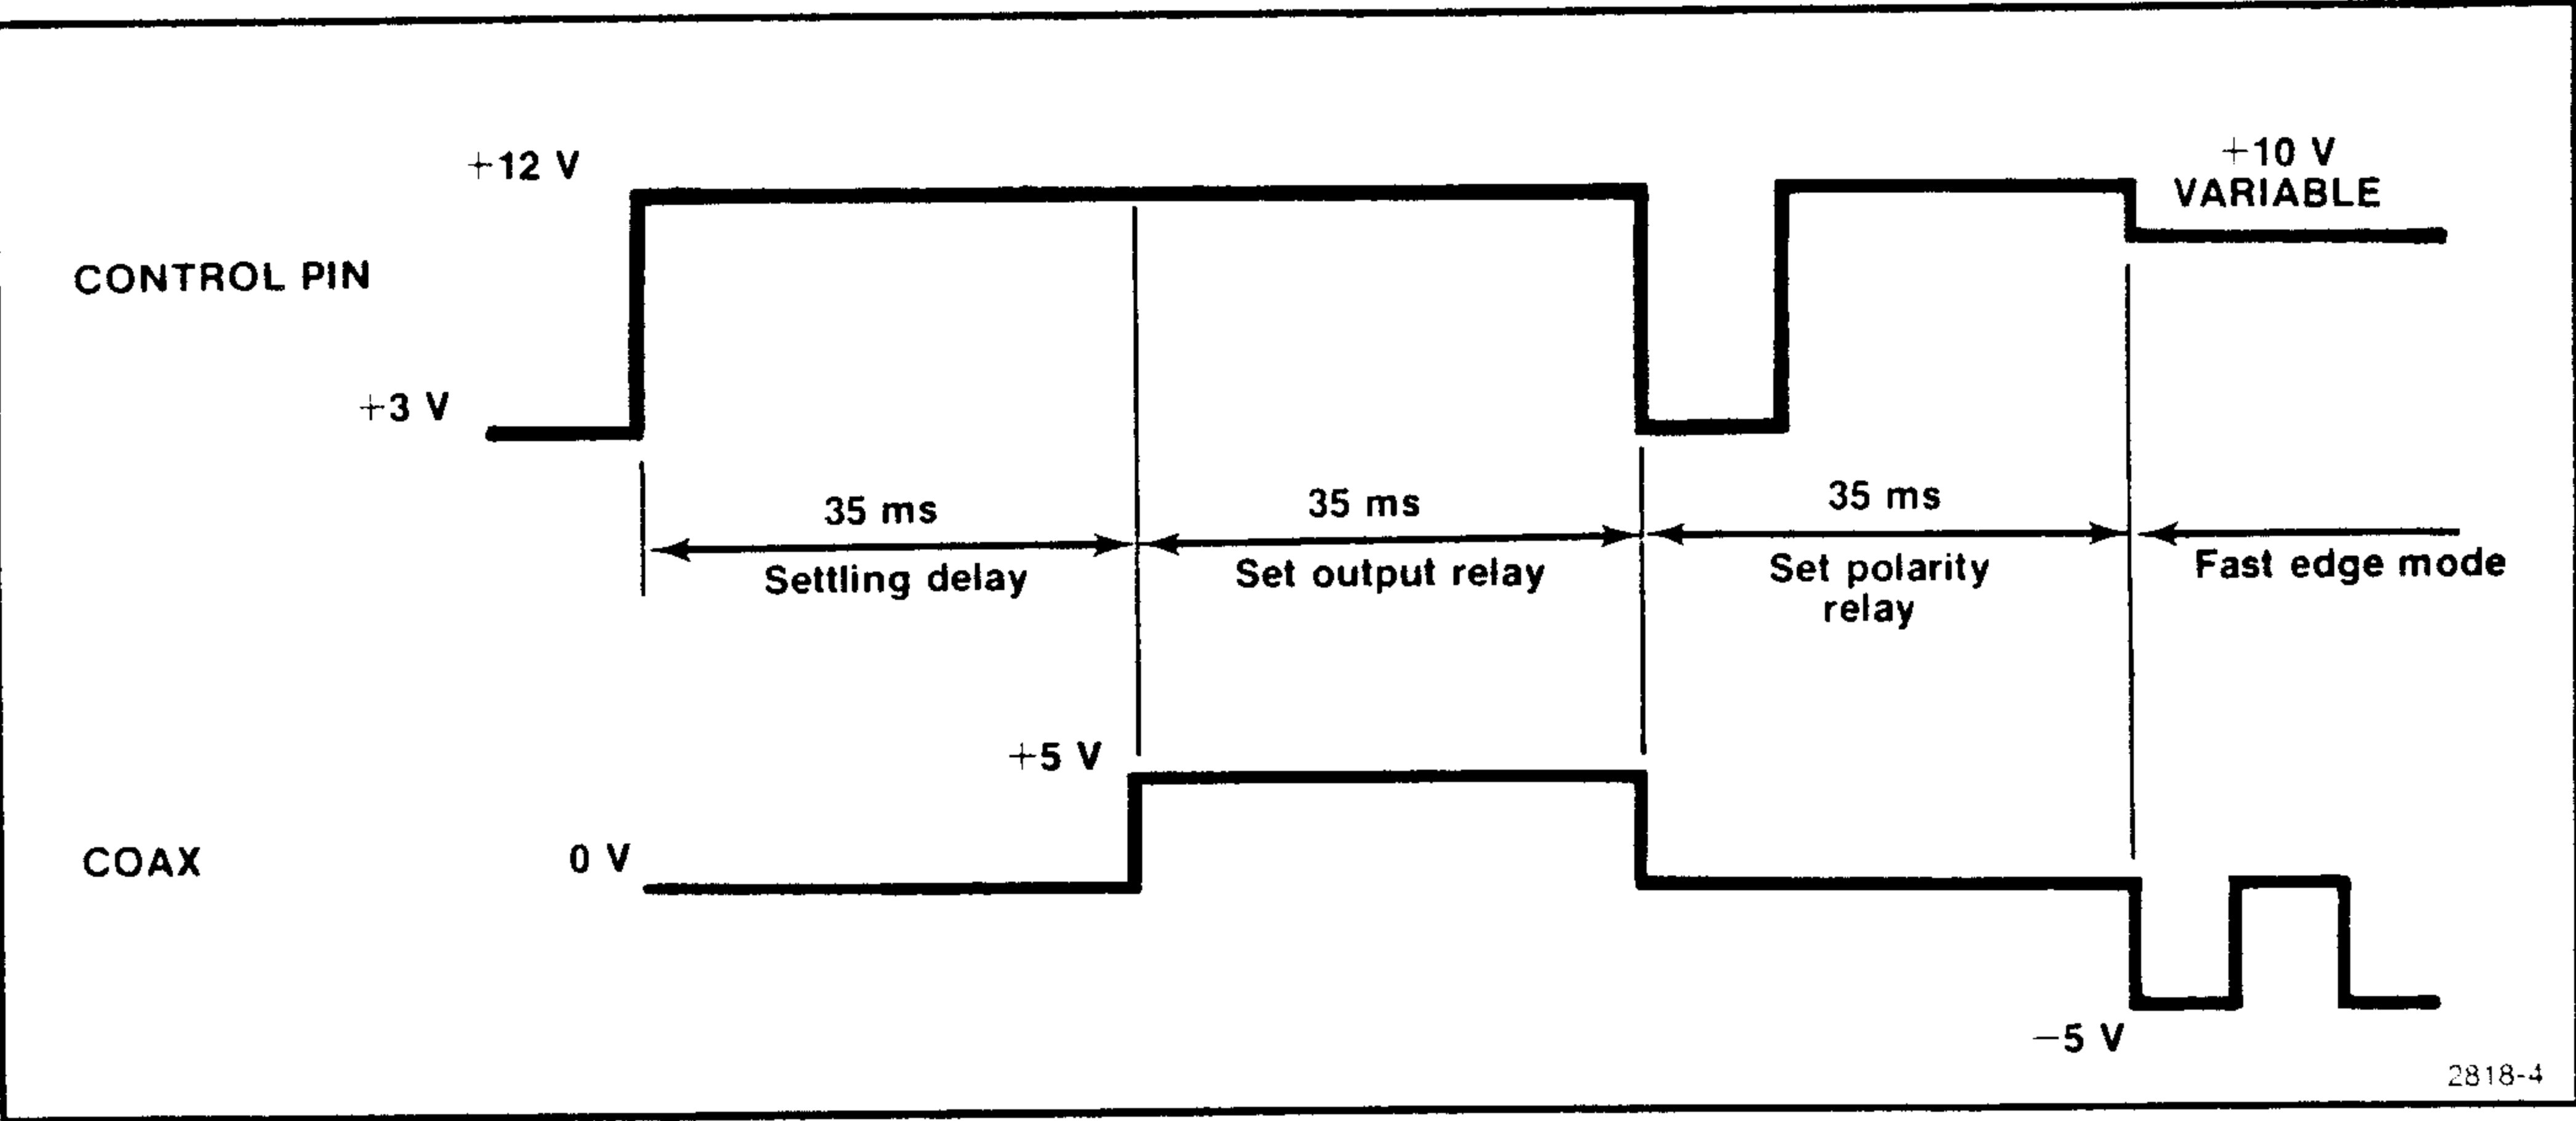 +12 V
+10 V
VARIABLE
CONTROL PIN
+3 V
35 ms
35 ms
35 ms
Settling delay
Set output relay
Set polarity
relay
Fast edge mode
+5 V
COAX
0 V
−5 V
2818-4